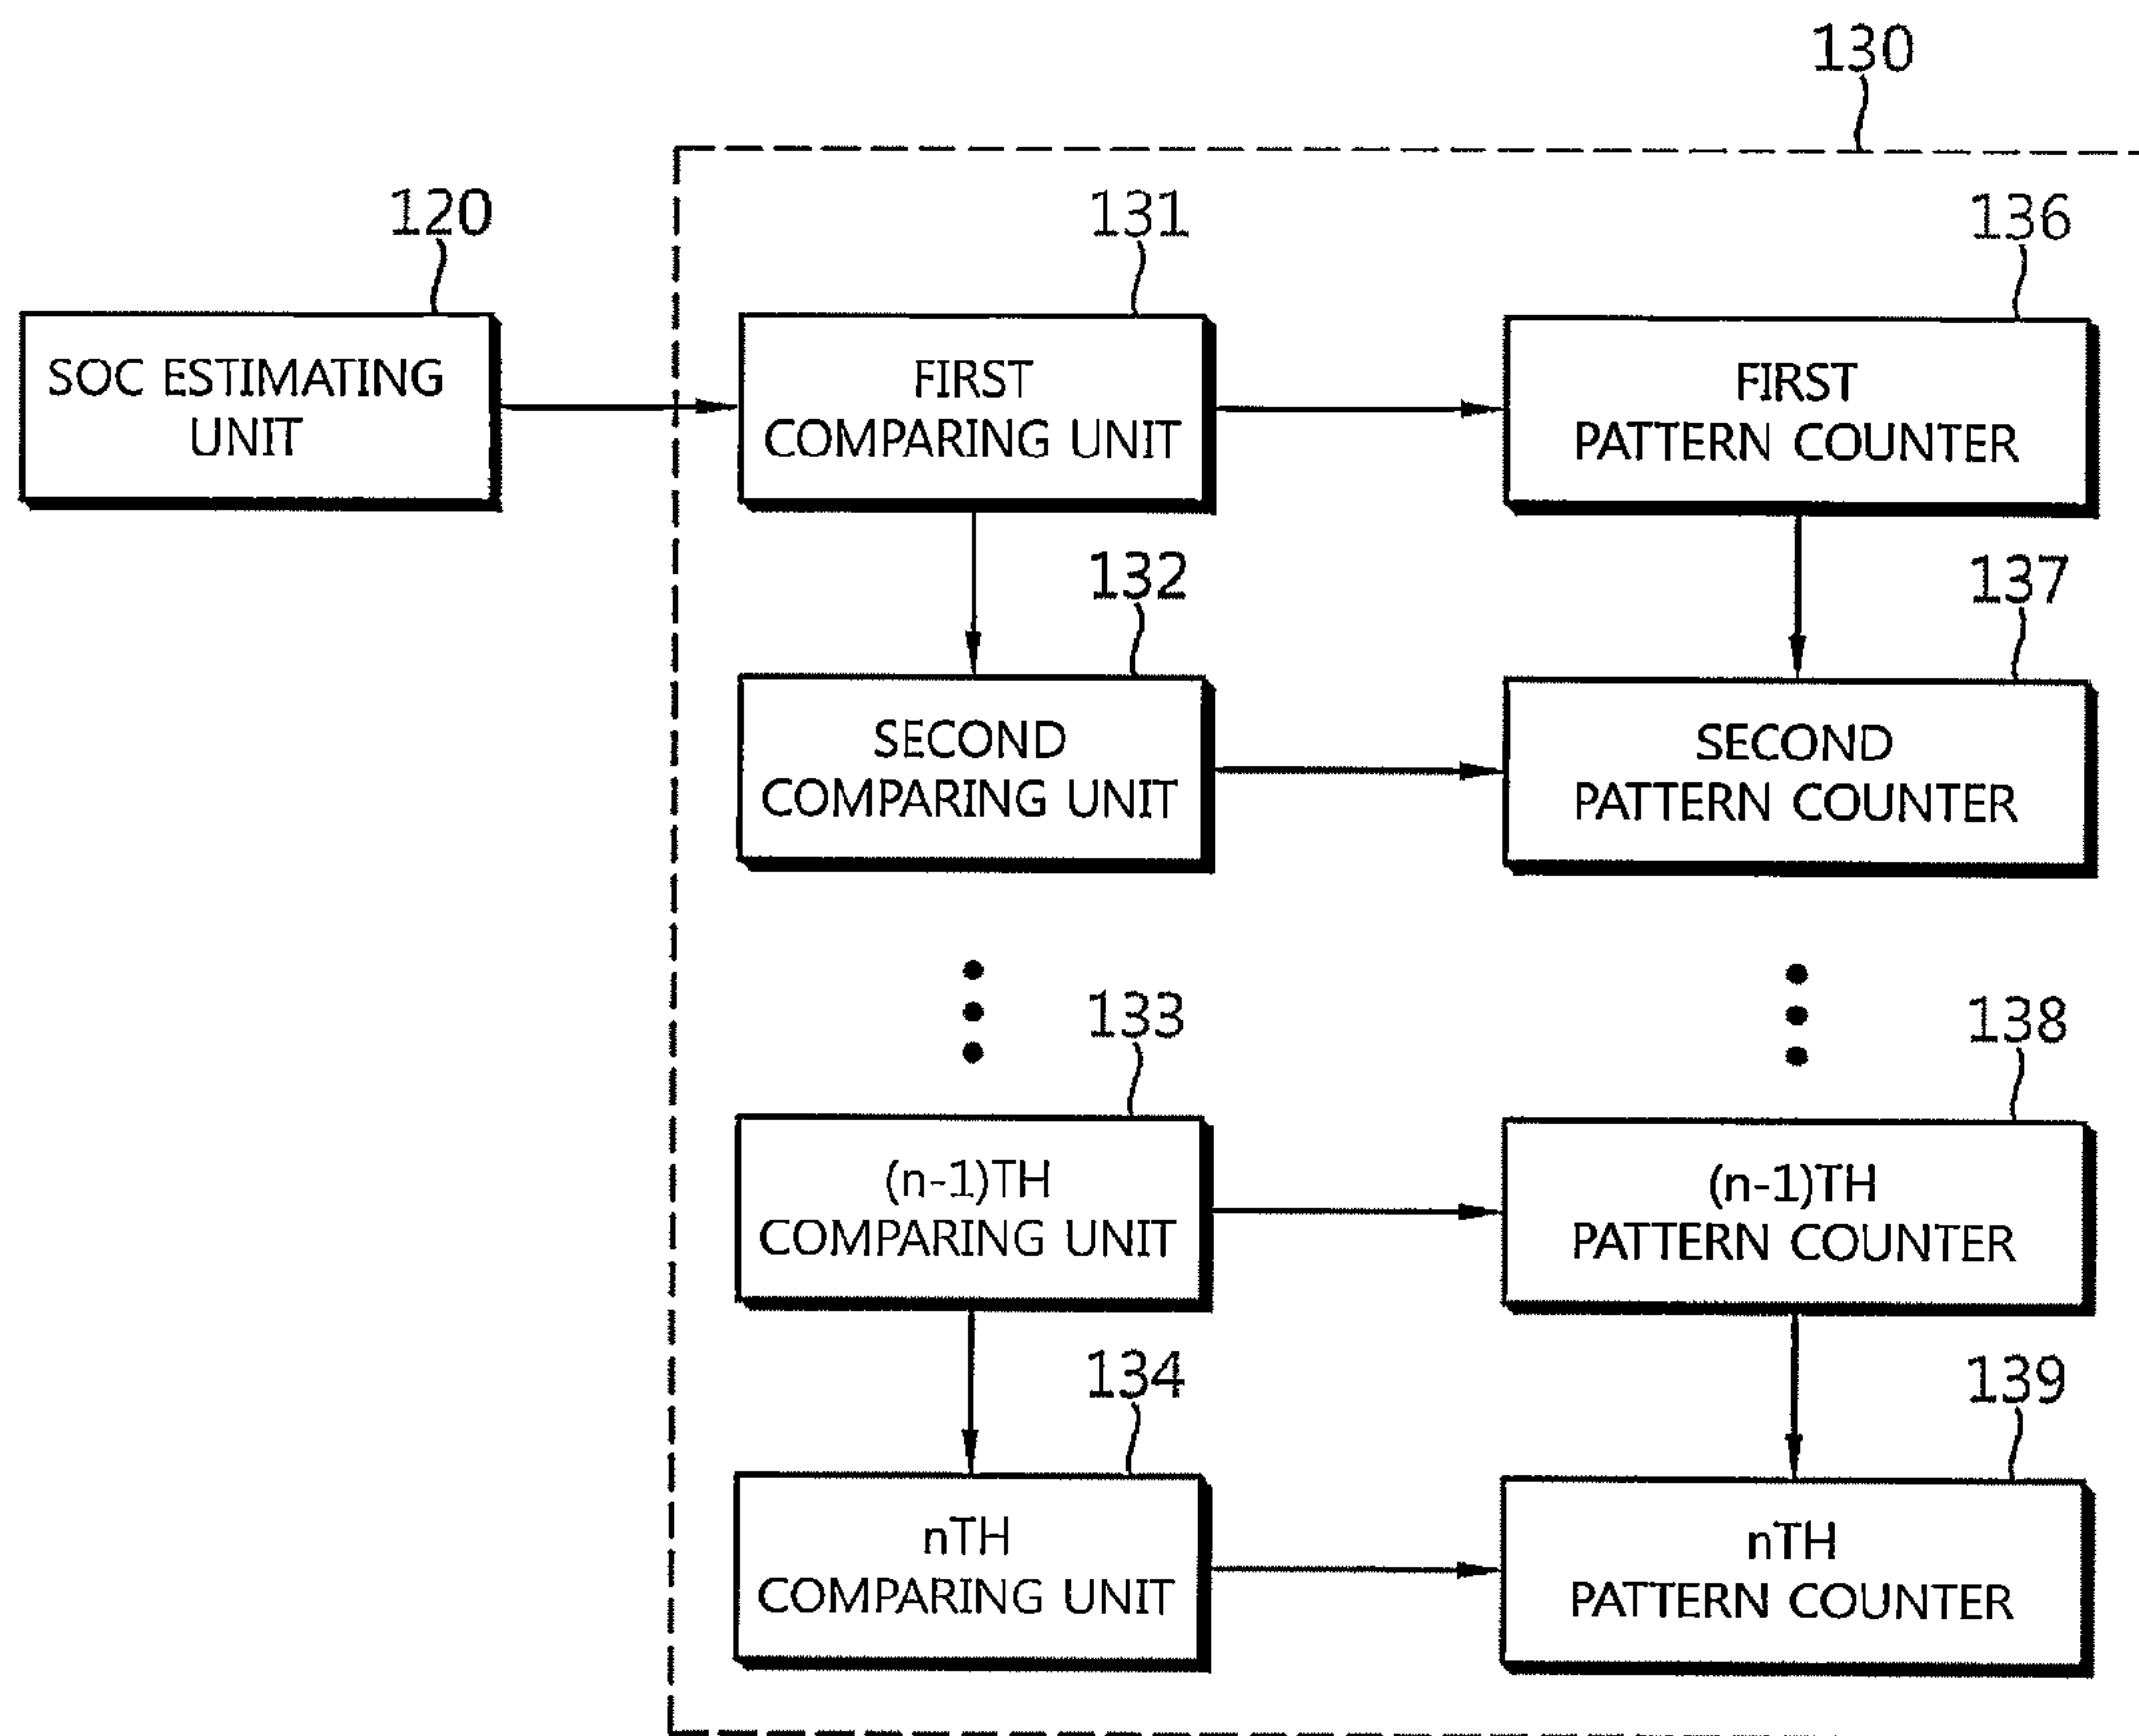 130
120
131
136
SOC ESTIMATING
UNIT
FIRST
COMPARING UNIT
FIRST
PATTERN COUNTER
132
137
SECOND
COMPARING UNIT
SECOND
PATTERN COUNTER
133
138
(n-1)TH
COMPARING UNIT
(n-1)TH
PATTERN COUNTER
134
139
nTH
COMPARING UNIT
nTH
PATTERN COUNTER